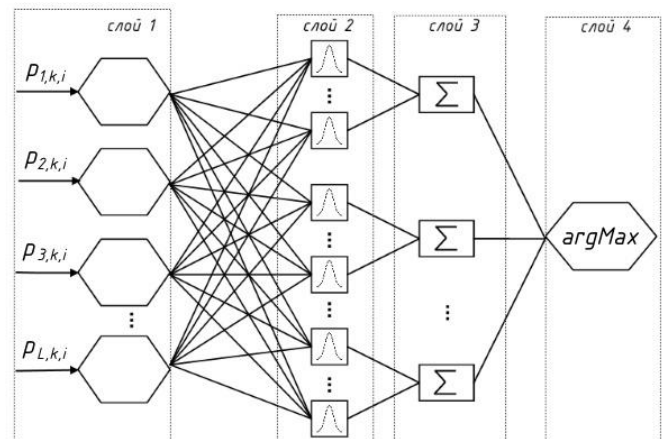 слой 1
слой 2
слой 3
слой 4
P1,k,i
P2,k,i
P3,k,i
PL,k,i
...
...
...
...
...
...
...
Σ
Σ
Σ
argMax